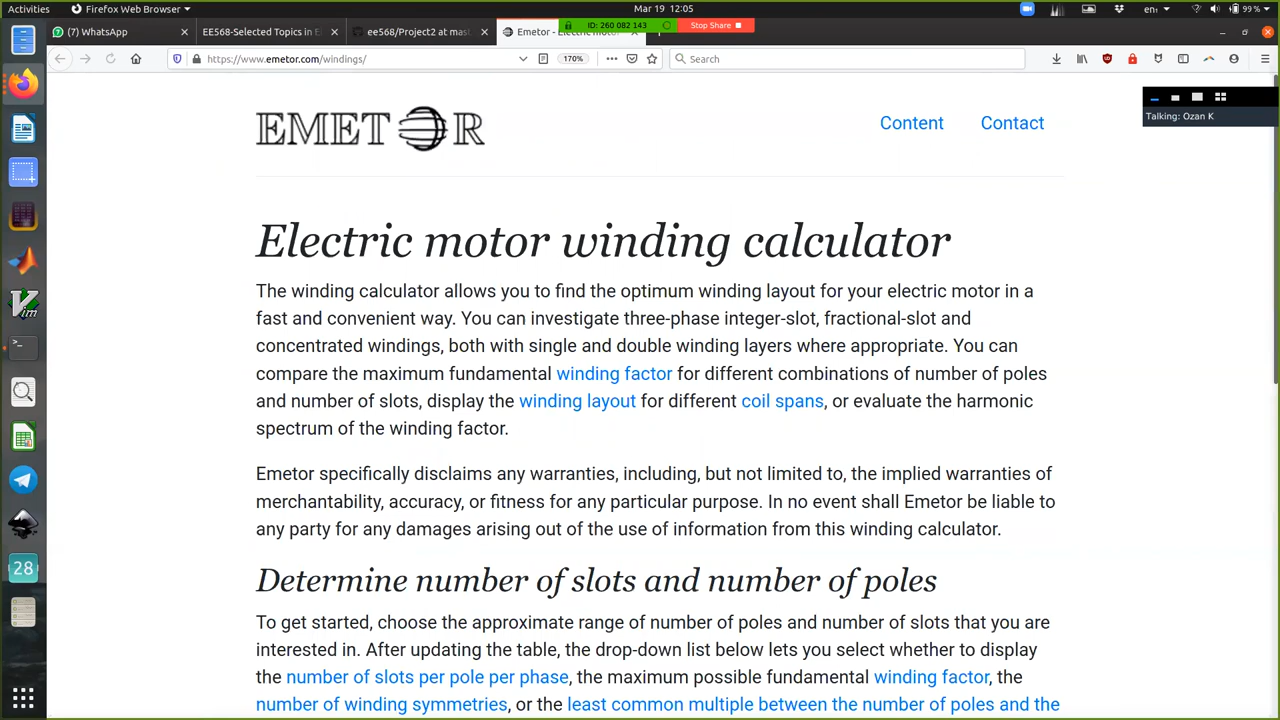 Activities
Firefox Web Browser
Mar 19 12:05
en
99%
(1) WhatsApp
EE568-Selected Topics in E
ee568/Project2 at mast
Emetor - Electric moto
ID: 260 082 143
Stop Share
https://www.emetor.com/windings/
170%
Search
Talking: Ozan K
EMETOR
Content
Contact
Electric motor winding calculator
The winding calculator allows you to find the optimum winding layout for your electric motor in a
fast and convenient way. You can investigate three-phase integer-slot, fractional-slot and
concentrated windings, both with single and double winding layers where appropriate. You can
compare the maximum fundamental winding factor for different combinations of number of poles
and number of slots, display the winding layout for different coil spans, or evaluate the harmonic
spectrum of the winding factor.
Emetor specifically disclaims any warranties, including, but not limited to, the implied warranties of
merchantability, accuracy, or fitness for any particular purpose. In no event shall Emetor be liable to
any party for any damages arising out of the use of information from this winding calculator.
Determine number of slots and number of poles
To get started, choose the approximate range of number of poles and number of slots that you are
interested in. After updating the table, the drop-down list below lets you select whether to display
the number of slots per pole per phase, the maximum possible fundamental winding factor, the
number of winding symmetries, or the least common multiple between the number of poles and the
Vim
28